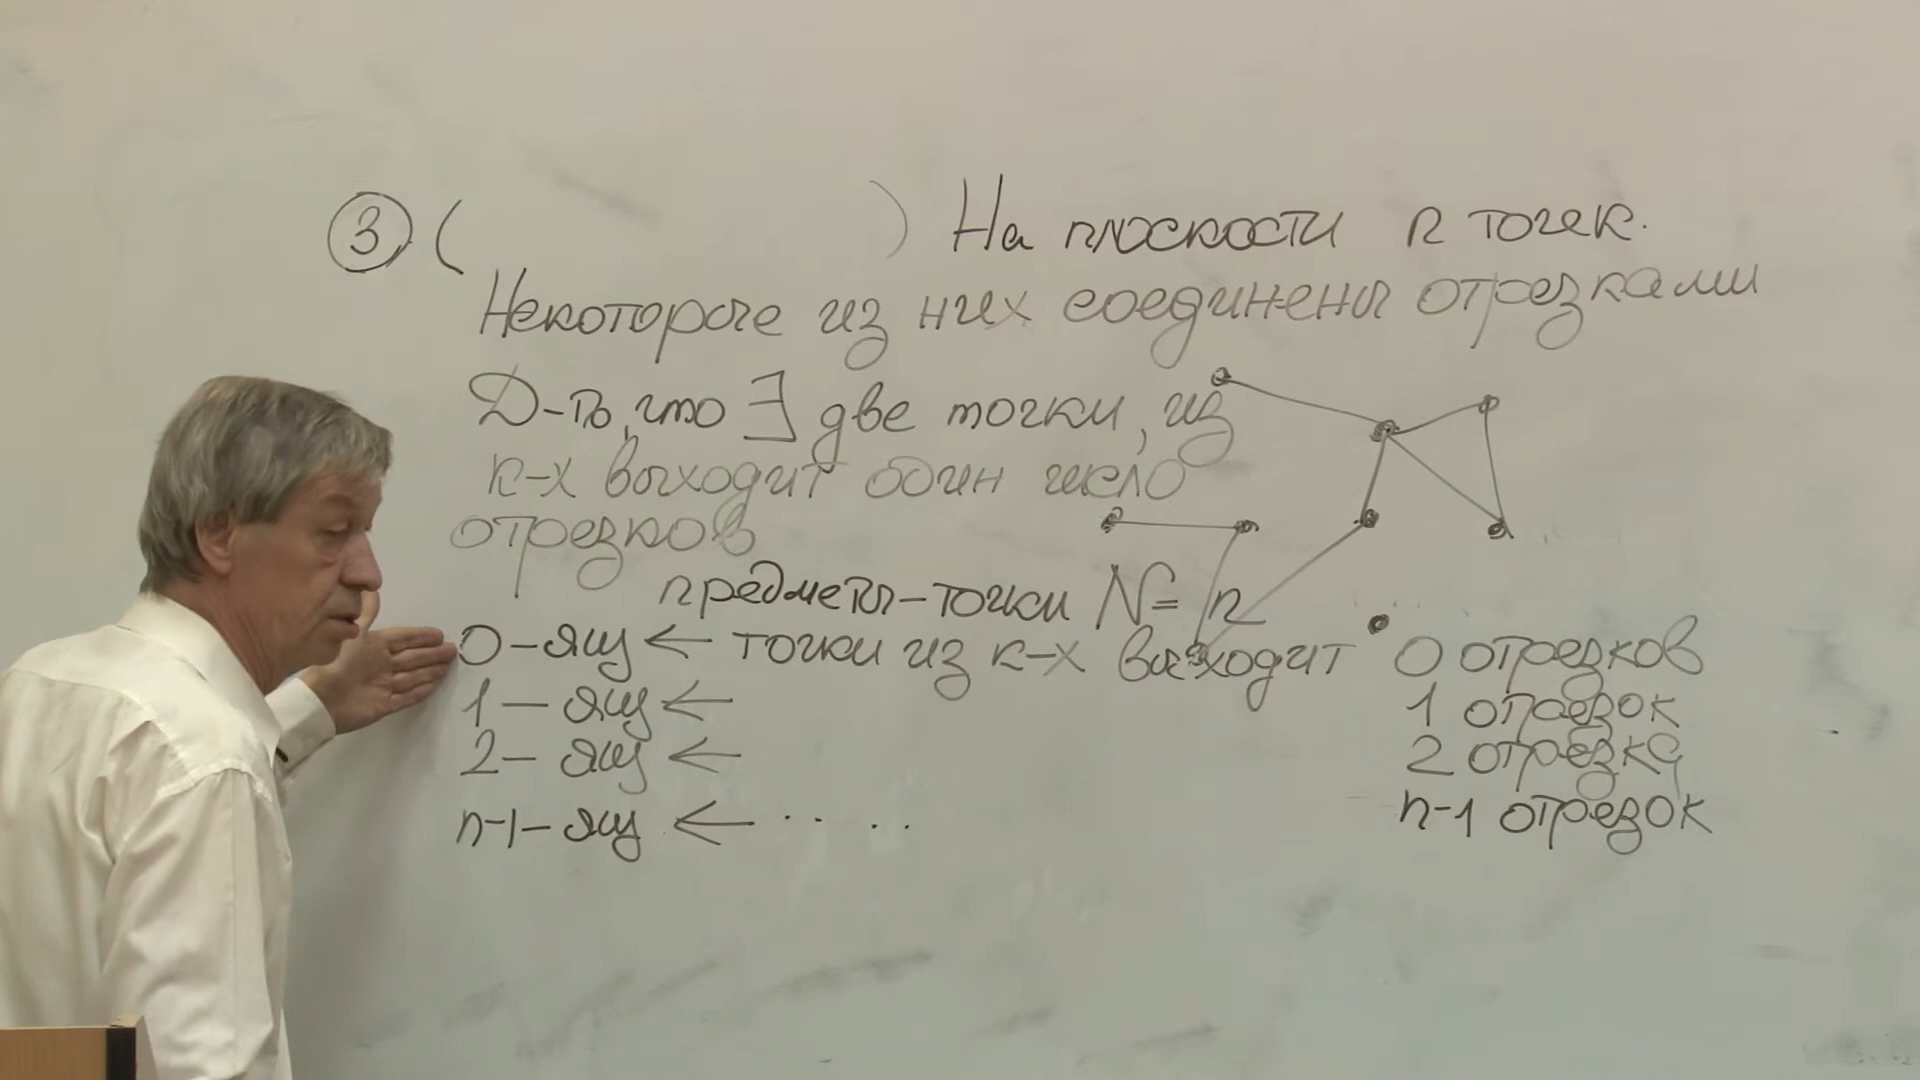 ③ ( ) На плоскости n точек.
Некоторые из них соединены отрезками
Д-ть, что ∃ две точки, из
к-х выходит один число
отрезков
предметы-точки N = n
0-ящ ← точки из к-х выходит 0 отрезков
1 – ящ ← 1 отрезок
2 – ящ ← 2 отрезка
n-1-ящ ← .. .. n-1 отрезок